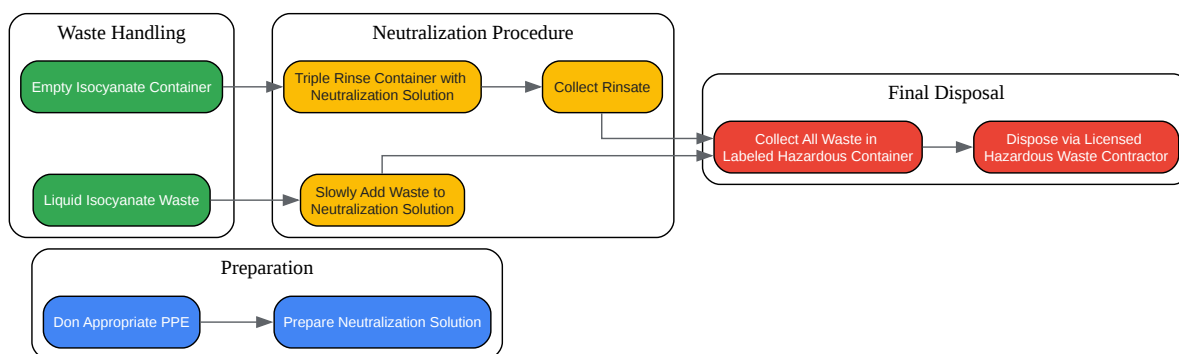 Waste Handling
Empty Isocyanate Container
Liquid Isocyanate Waste
Neutralization Procedure
Triple Rinse Container with
Neutralization Solution
Collect Rinsate
Slowly Add Waste to
Neutralization Solution
Final Disposal
Collect All Waste in
Labeled Hazardous Container
Dispose via Licensed
Hazardous Waste Contractor
Preparation
Don Appropriate PPE
Prepare Neutralization Solution